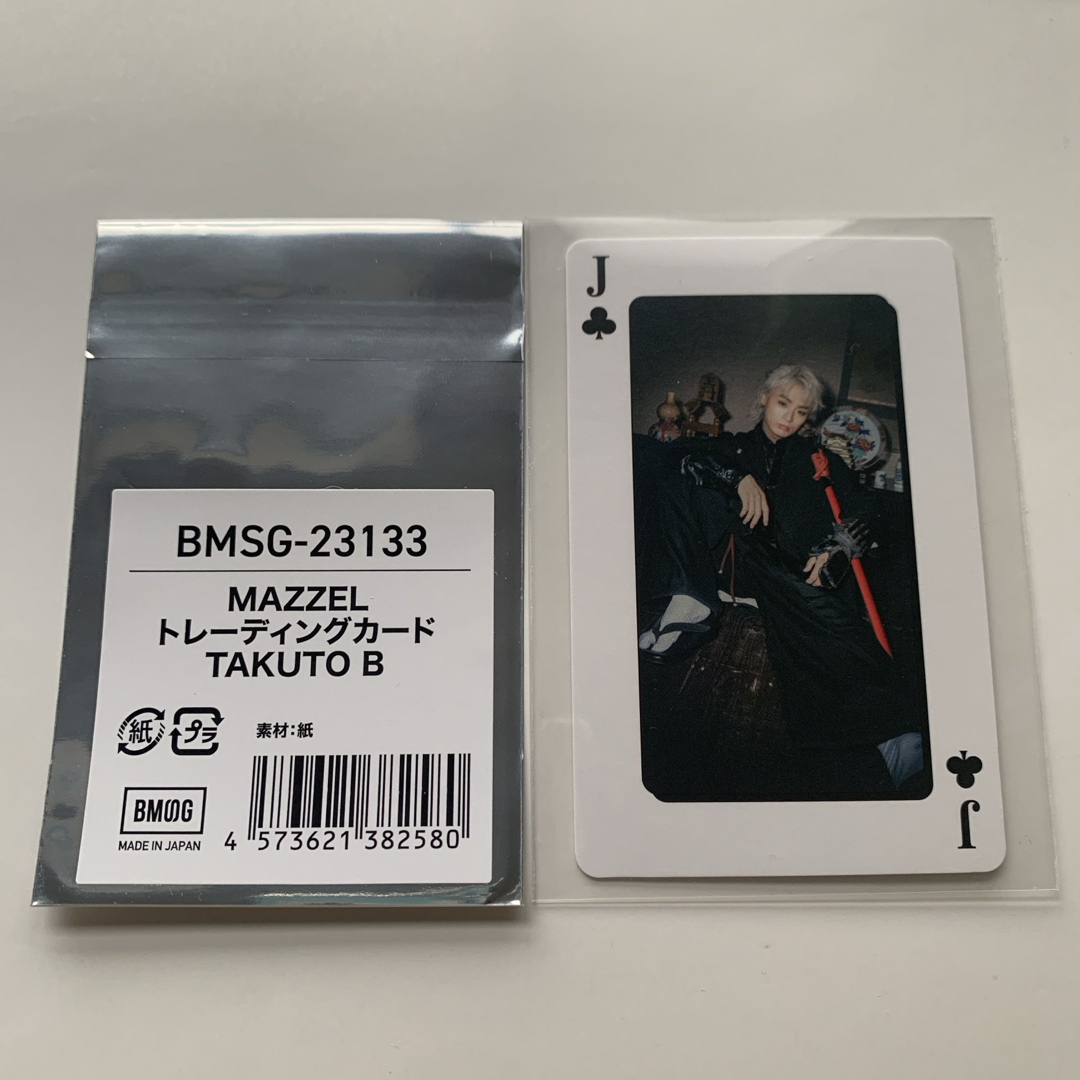 BMSG-23133
MAZZEL
トレーディングカード
TAKUTO B
紙 プラ 素材:紙
BMSG
MADE IN JAPAN
4 573621 382580
J
J